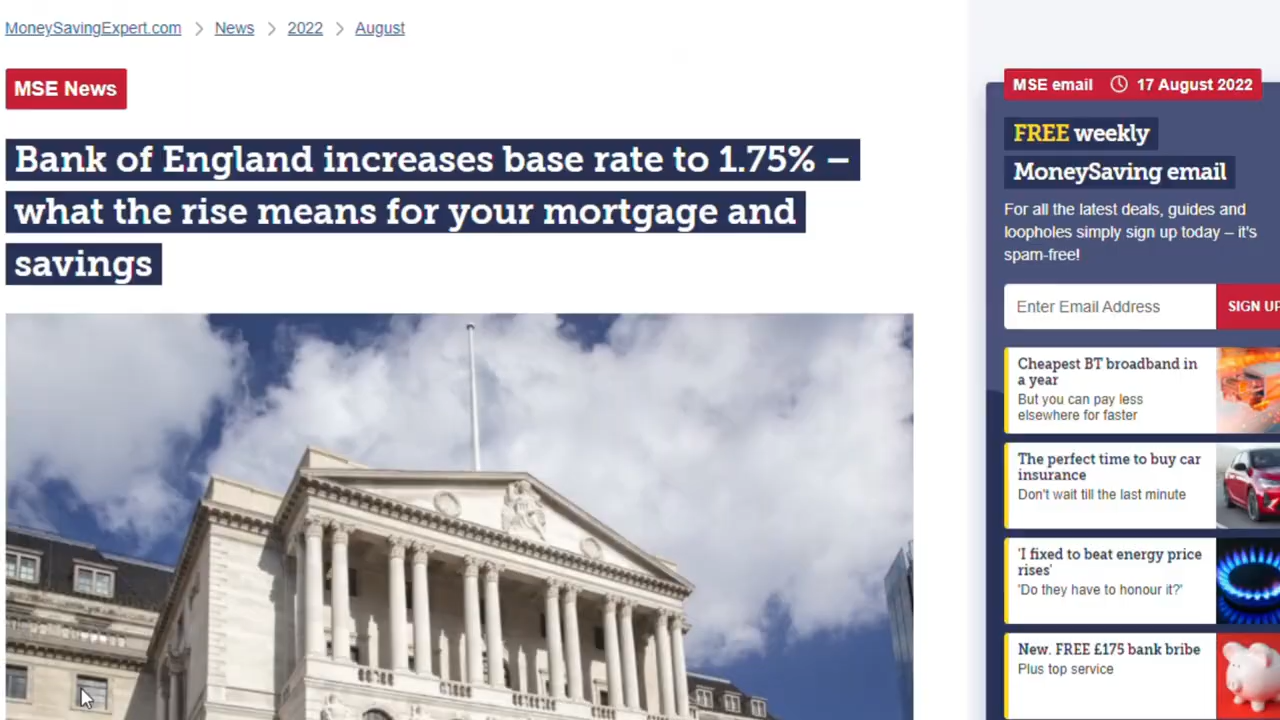 MoneySavingExpert.com > News > 2022 > August
MSE News
Bank of England increases base rate to 1.75% –
what the rise means for your mortgage and
savings
MSE email 17 August 2022
FREE weekly
MoneySaving email
For all the latest deals, guides and
loopholes simply sign up today – it's
spam-free!
Enter Email Address SIGN UP
Cheapest BT broadband in
a year
But you can pay less
elsewhere for faster
The perfect time to buy car
insurance
Don't wait till the last minute
'I fixed to beat energy price
rises'
'Do they have to honour it?'
New. FREE £175 bank bribe
Plus top service